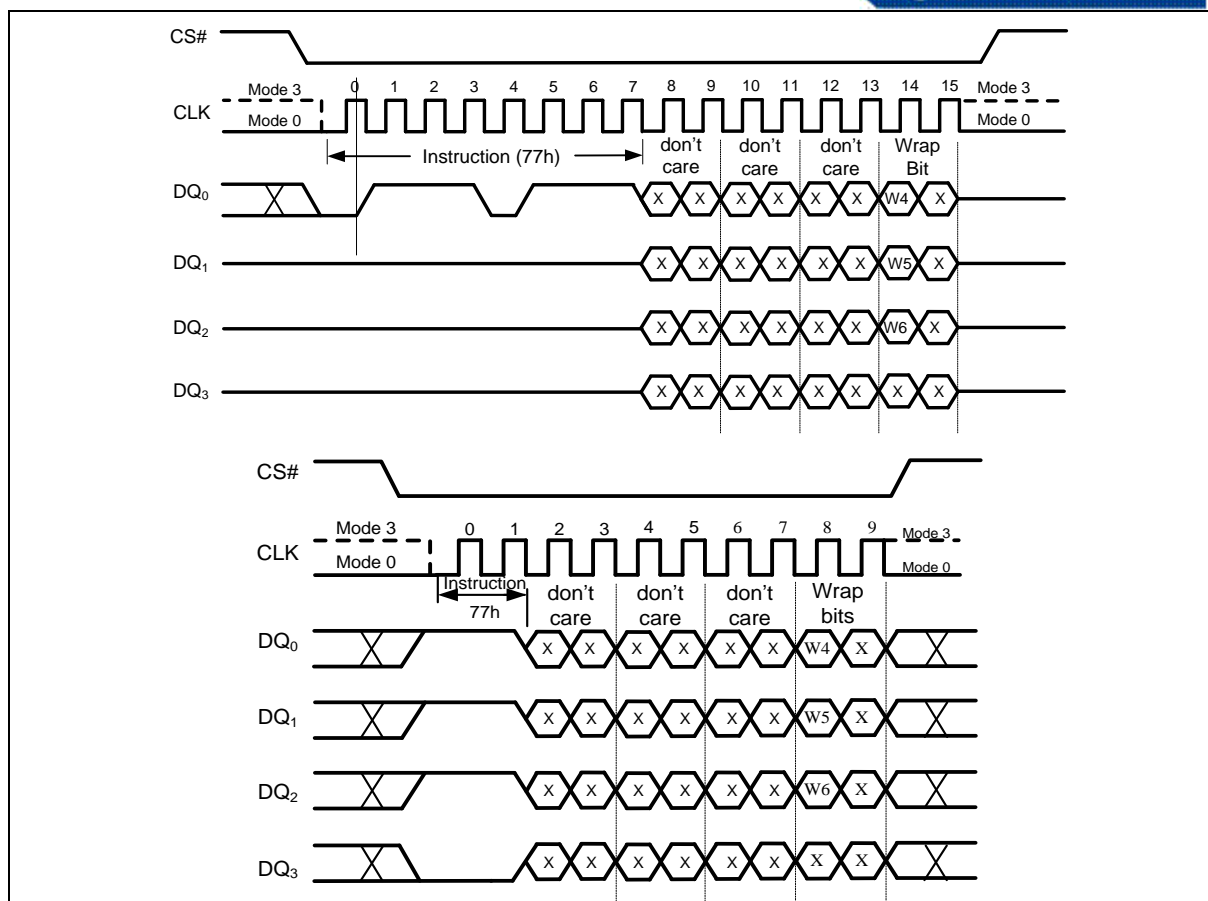 CS#
Mode 3 0 1 2 3 4 5 6 7 8 9 10 11 12 13 14 15 Mode 3
CLK
Mode 0 Mode 0
Instruction (77h) don't care don't care don't care Wrap Bit
DQ0 X X X X X X W4 X
DQ1 X X X X X X W5 X
DQ2 X X X X X X W6 X
DQ3 X X X X X X X X
CS#
Mode 3 0 1 2 3 4 5 6 7 8 9 Mode 3
CLK
Mode 0 Mode 0
Instruction 77h don't care don't care don't care Wrap bits
DQ0 X X X X X X W4 X
DQ1 X X X X X X W5 X
DQ2 X X X X X X W6 X
DQ3 X X X X X X X X